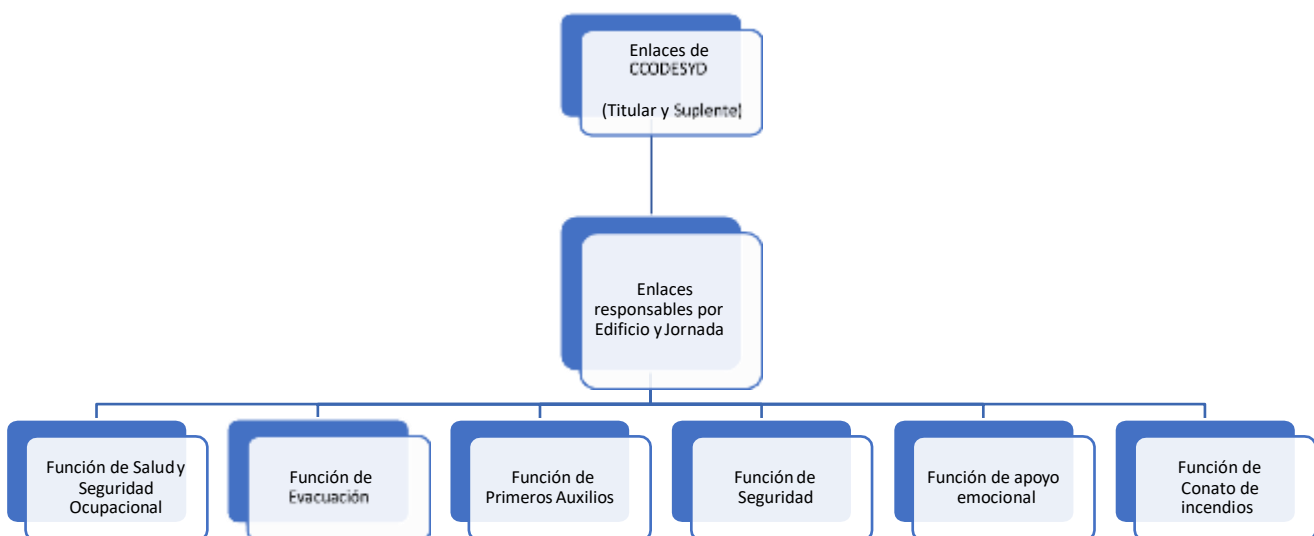 Enlaces de
CCODESYD
(Titular y Suplente)
Enlaces
responsables por
Edificio y Jornada
Función de Salud y
Seguridad
Ocupacional
Función de
Evacuación
Función de
Primeros Auxilios
Función de
Seguridad
Función de apoyo
emocional
Función de
Conato de
incendios